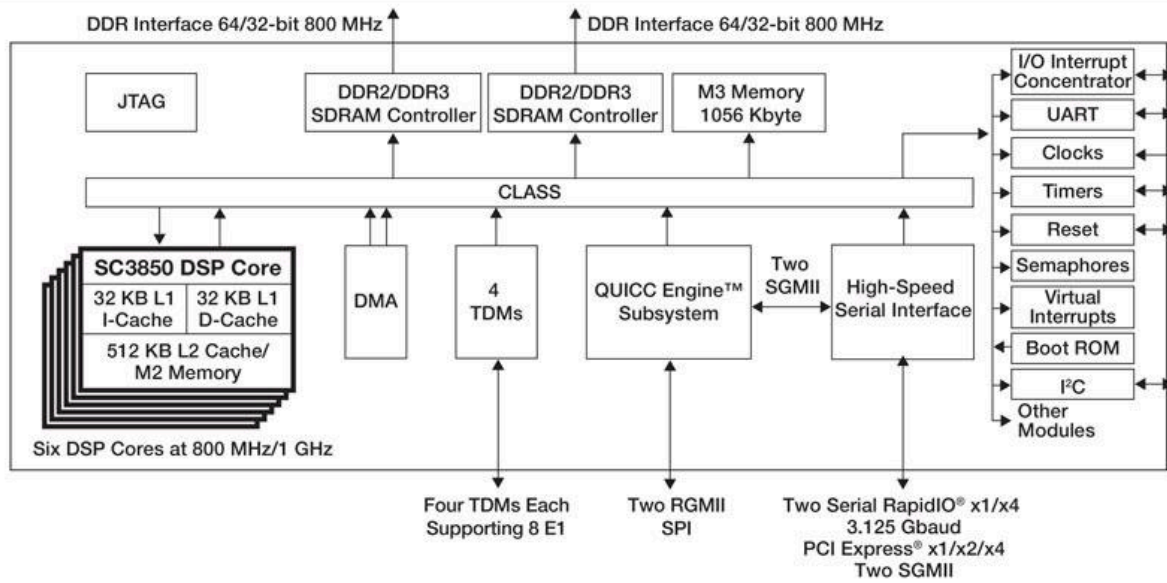 DDR Interface 64/32-bit 800 MHz
DDR Interface 64/32-bit 800 MHz
JTAG
DDR2/DDR3
SDRAM Controller
DDR2/DDR3
SDRAM Controller
M3 Memory
1056 Kbyte
I/O Interrupt
Concentrator
UART
Clocks
Timers
Reset
Semaphores
Virtual
Interrupts
Boot ROM
I²C
Other
Modules
CLASS
SC3850 DSP Core
32 KB L1
I-Cache
32 KB L1
D-Cache
512 KB L2 Cache/
M2 Memory
Six DSP Cores at 800 MHz/1 GHz
DMA
4
TDMs
QUICC Engine™
Subsystem
Two
SGMII
High-Speed
Serial Interface
Four TDMs Each
Supporting 8 E1
Two RGMII
SPI
Two Serial RapidIO® x1/x4
3.125 Gbaud
PCI Express® x1/x2/x4
Two SGMII